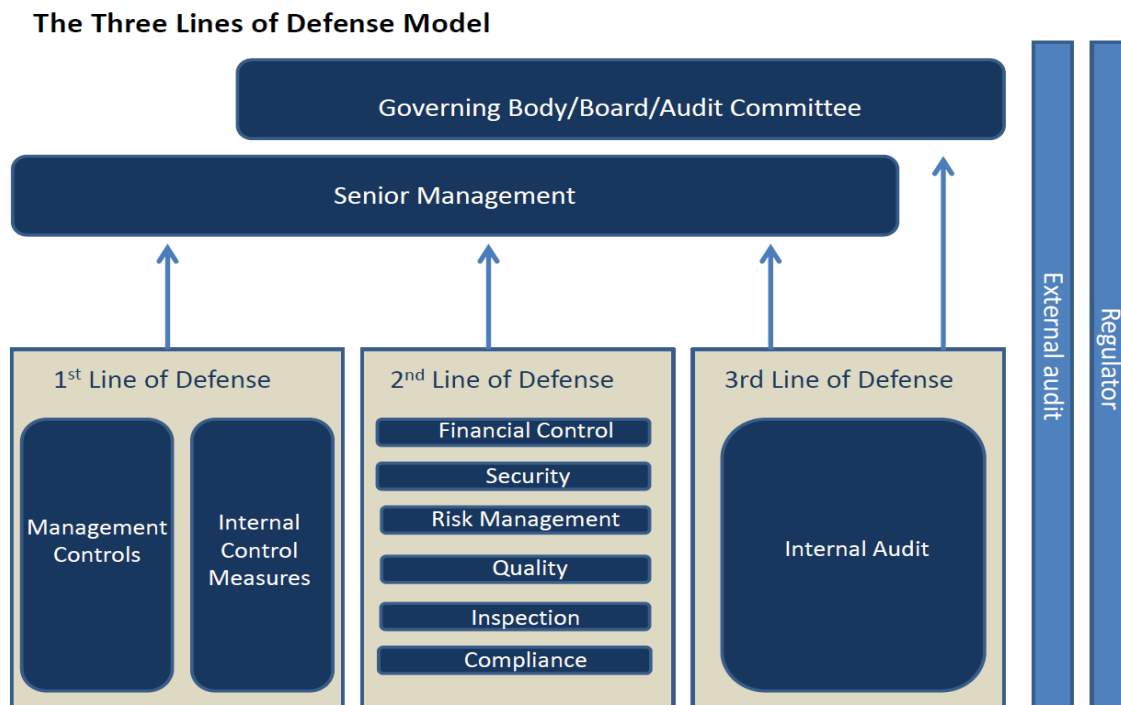 The Three Lines of Defense Model
Governing Body/Board/Audit Committee
Senior Management
1st Line of Defense
Management
Controls
Internal
Control
Measures
2nd Line of Defense
Financial Control
Security
Risk Management
Quality
Inspection
Compliance
3rd Line of Defense
Internal Audit
External audit
Regulator